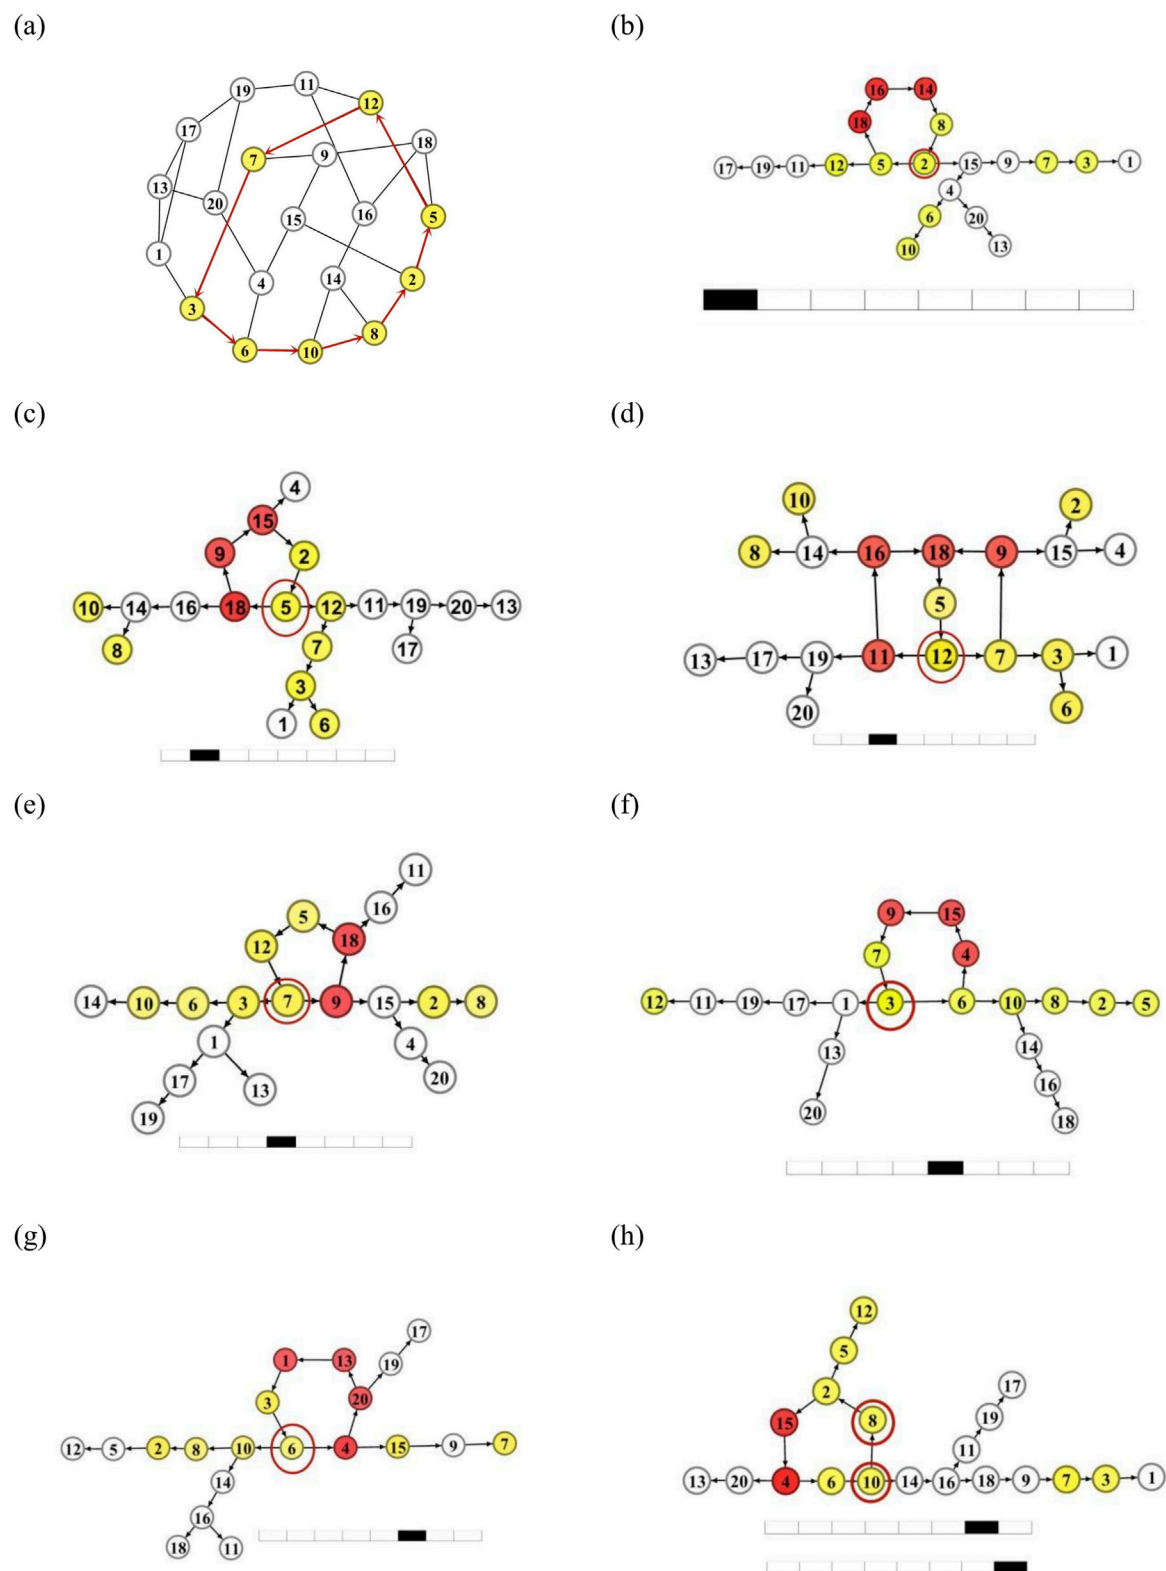 (a)
19 11 12
17 18
7 9
13 20 16
15 5
1 4 14 2
3
6 10 8
(b)
16 14
18 8
17 19 11 12 5 2 15 9 7 3 1
4
6 20
10 13
(c)
4
15
9 2
10 14 16 18 5 12 11 19 20 13
8 7 17
3
1 6
(d)
10 2
8 14 16 18 9 15 4
5
13 17 19 11 12 7 3 1
20 6
(e)
11
5 16
12 18
14 10 6 3 7 9 15 2 8
1 4
17 13 20
19
(f)
9 15
7 4
12 11 19 17 1 3 6 10 8 2 5
13 14
16
20 18
(g)
17
1 13 19
3 20
12 5 2 8 10 6 4 15 9 7
14
16
18 11
(h)
12
5
2 17
15 8 19
11
13 20 4 6 10 14 16 18 9 7 3 1